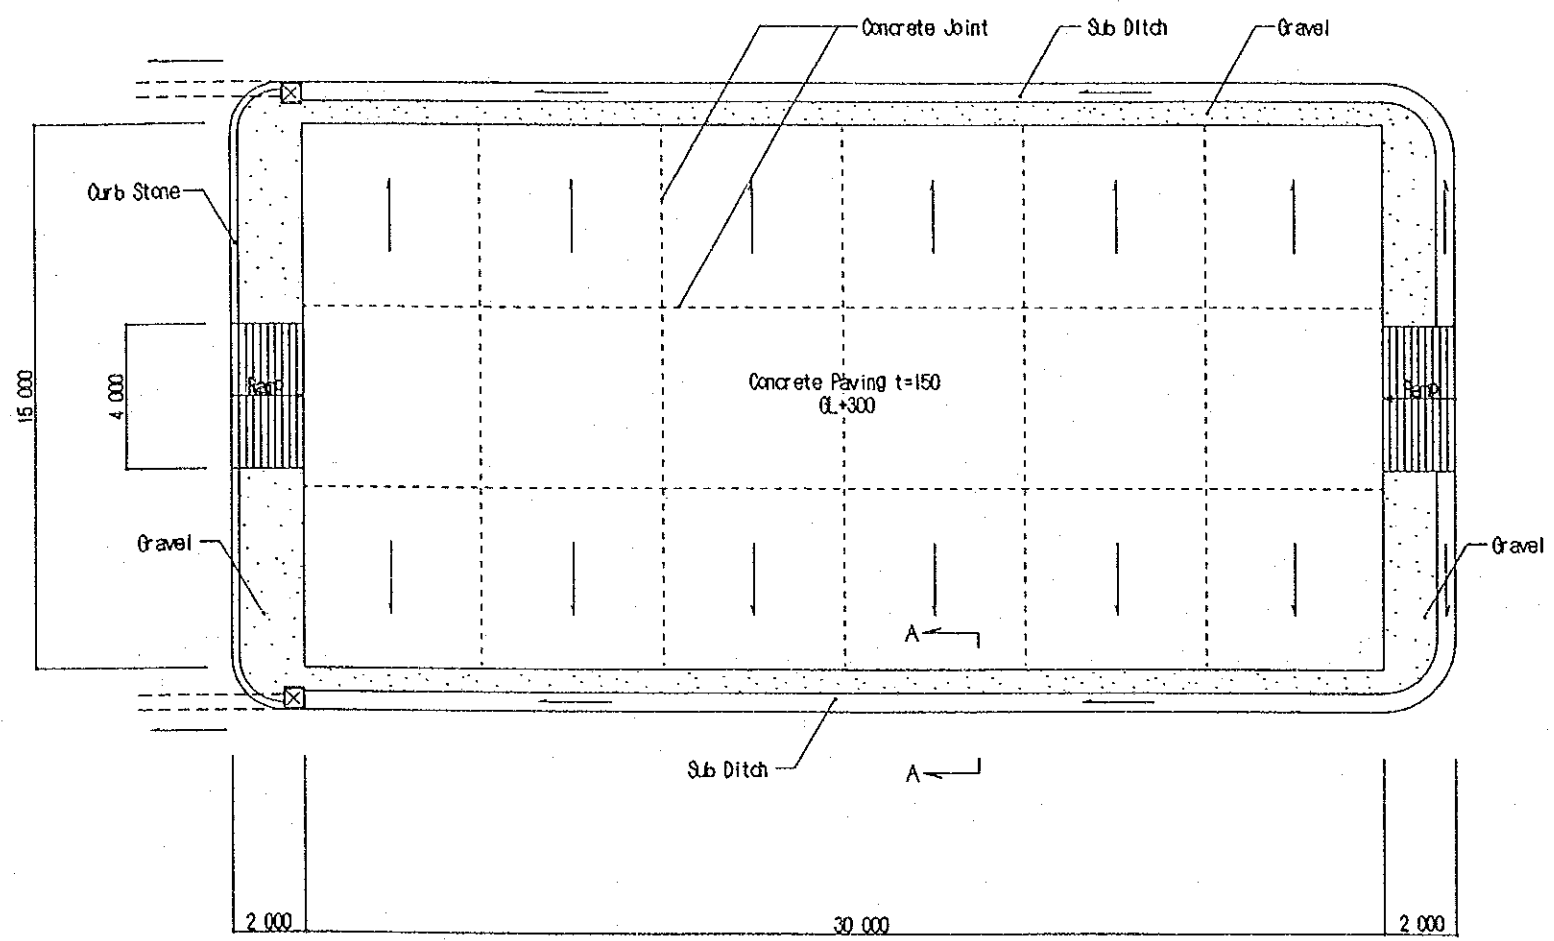 Concrete Joint
Sub Ditch
Gravel
Curb Stone
15 000
4 000
Ramp
Concrete Paving t=150
GL+300
Ramp
Gravel
Gravel
A
Sub Ditch
A
2 000
30 000
2 000